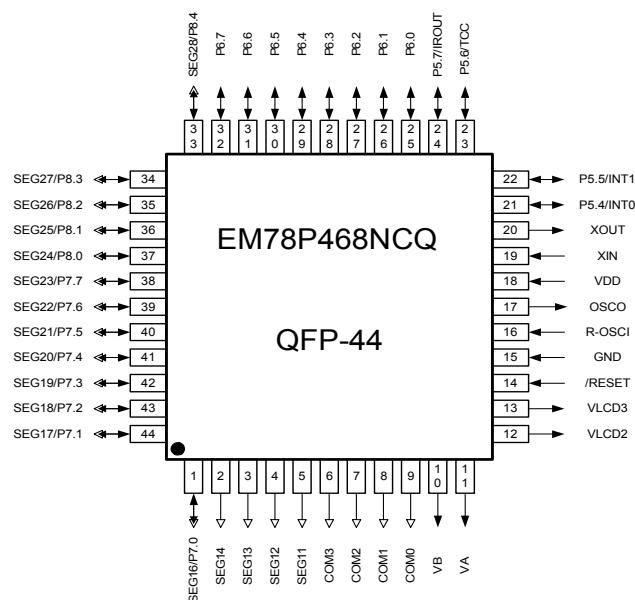 SEG28/P8.4
P6.7
P6.6
P6.5
P6.4
P6.3
P6.2
P6.1
P6.0
P5.7/IROUT
P5.6/TCC
33
32
31
30
29
28
27
26
25
24
23
SEG27/P8.3 34
SEG26/P8.2 35
SEG25/P8.1 36
SEG24/P8.0 37
SEG23/P7.7 38
SEG22/P7.6 39
SEG21/P7.5 40
SEG20/P7.4 41
SEG19/P7.3 42
SEG18/P7.2 43
SEG17/P7.1 44
EM78P468NCQ
QFP-44
22 P5.5/INT1
21 P5.4/INT0
20 XOUT
19 XIN
18 VDD
17 OSCO
16 R-OSCI
15 GND
14 /RESET
13 VLCD3
12 VLCD2
1
2
3
4
5
6
7
8
9
10
11
SEG16/P7.0
SEG14
SEG13
SEG12
SEG11
COM3
COM2
COM1
COM0
VB
VA